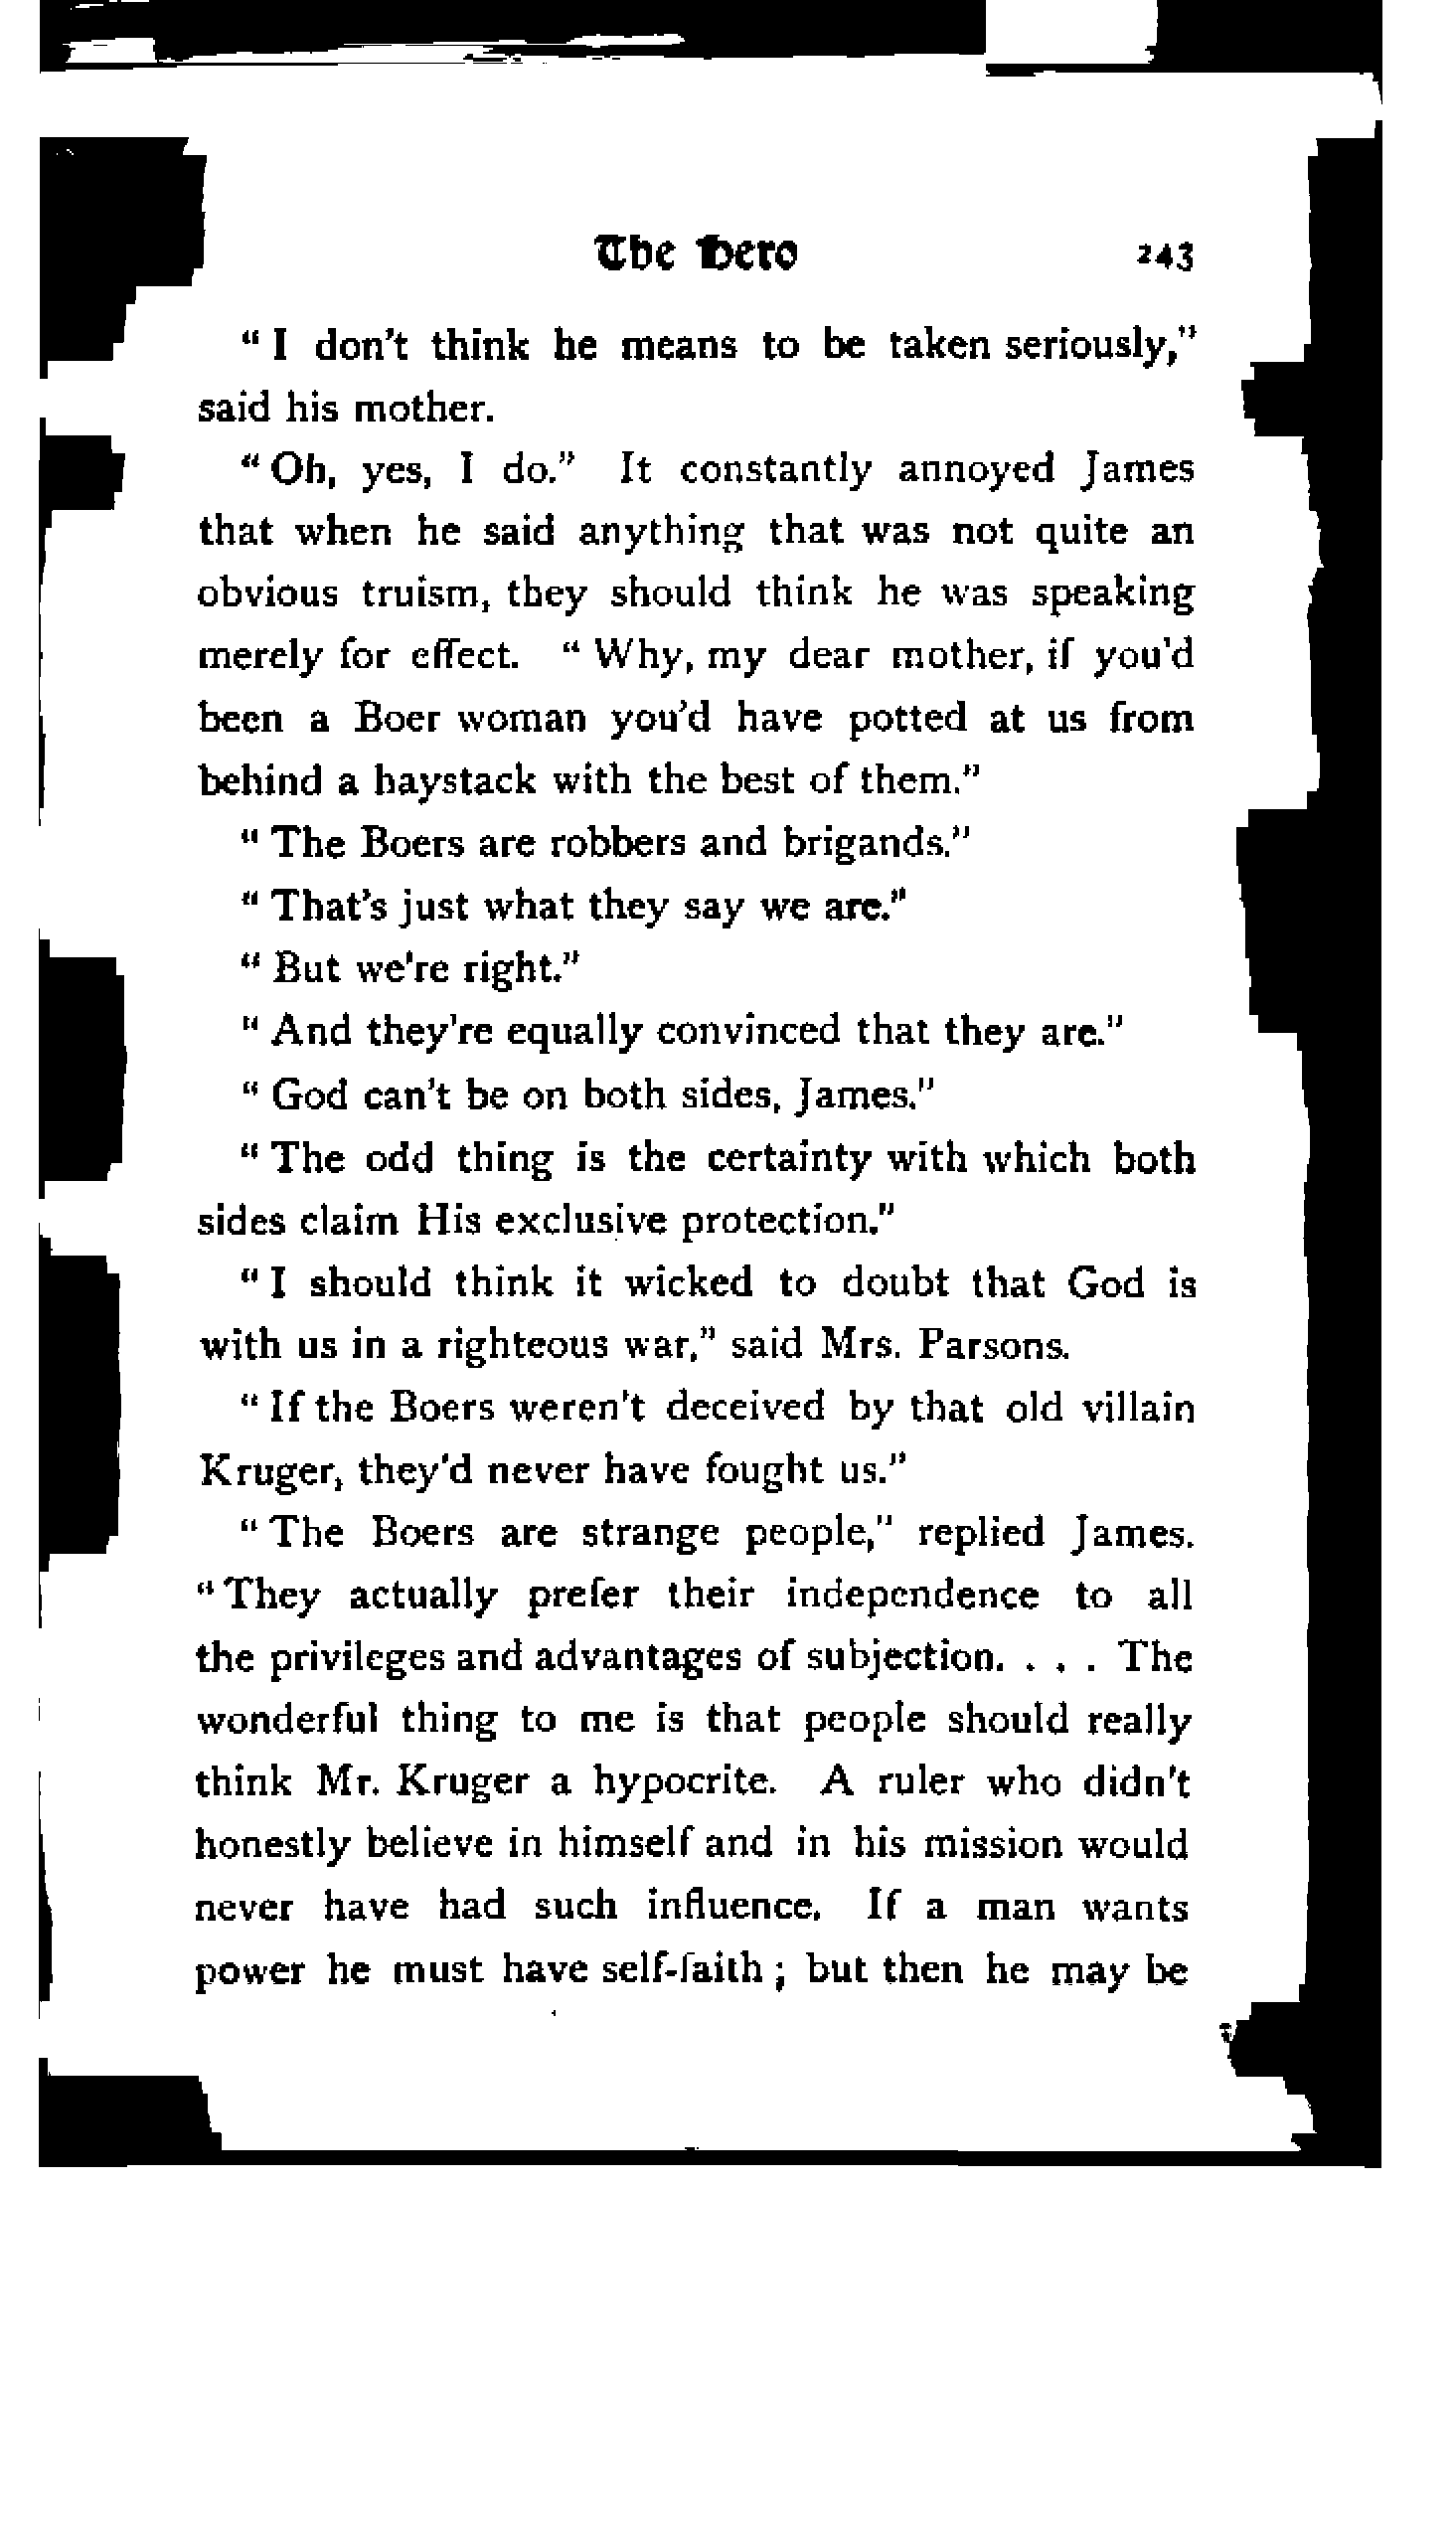 The Hero 243
“ I don't think he means to be taken seriously,”
said his mother.
“ Oh, yes, I do.” It constantly annoyed James
that when he said anything that was not quite an
obvious truism, they should think he was speaking
merely for effect. “ Why, my dear mother, if you'd
been a Boer woman you'd have potted at us from
behind a haystack with the best of them.”
“ The Boers are robbers and brigands.”
“ That's just what they say we are.”
“ But we're right.”
“ And they're equally convinced that they are.”
“ God can't be on both sides, James.”
“ The odd thing is the certainty with which both
sides claim His exclusive protection.”
“ I should think it wicked to doubt that God is
with us in a righteous war,” said Mrs. Parsons.
“ If the Boers weren't deceived by that old villain
Kruger, they'd never have fought us.”
“ The Boers are strange people,” replied James.
“ They actually prefer their independence to all
the privileges and advantages of subjection. . . . The
wonderful thing to me is that people should really
think Mr. Kruger a hypocrite. A ruler who didn't
honestly believe in himself and in his mission would
never have had such influence. If a man wants
power he must have self-faith ; but then he may be